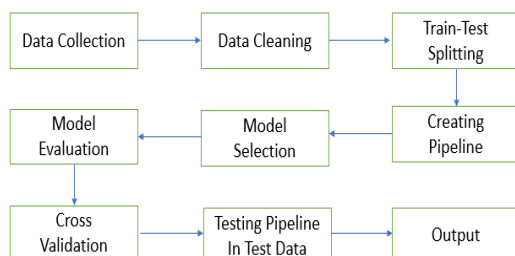 Data Collection
Data Cleaning
Train-Test
Splitting
Creating
Pipeline
Model
Selection
Model
Evaluation
Cross
Validation
Testing Pipeline
In Test Data
Output